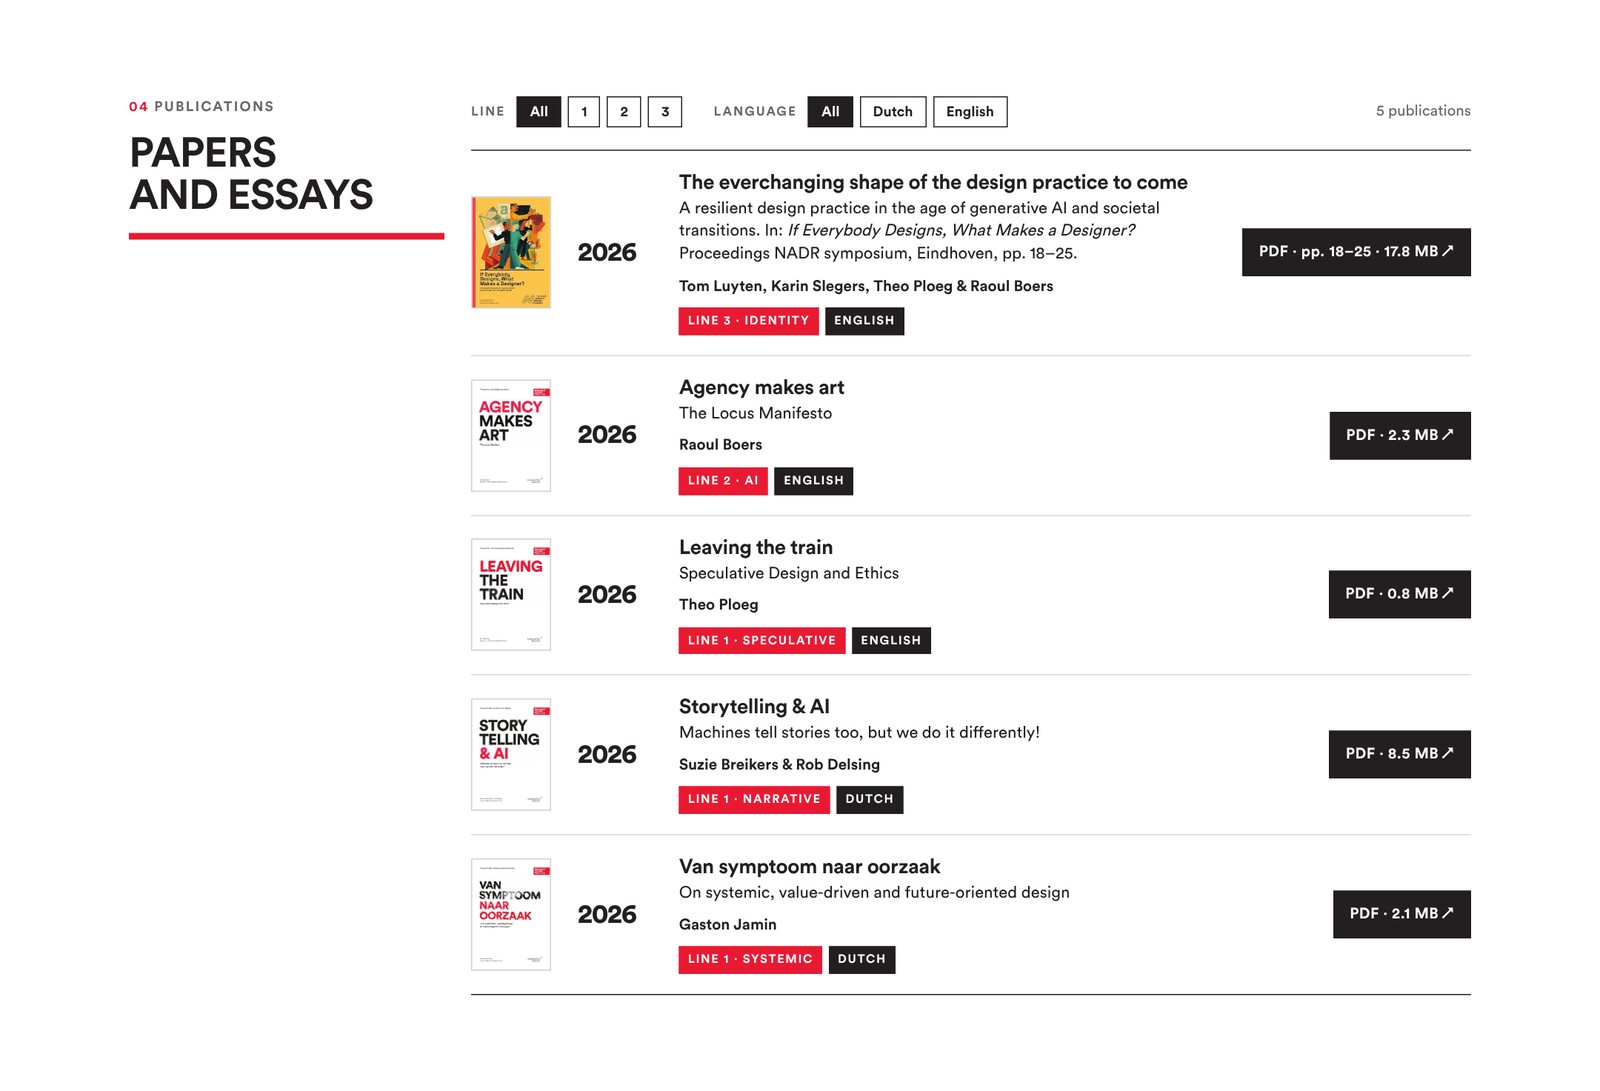 04 PUBLICATIONS
PAPERS
AND ESSAYS
LINE All 1 2 3 LANGUAGE All Dutch English 5 publications
If Everybody
Designs, What
Makes a Designer?
2026
The everchanging shape of the design practice to come
A resilient design practice in the age of generative AI and societal
transitions. In: If Everybody Designs, What Makes a Designer?
Proceedings NADR symposium, Eindhoven, pp. 18–25.
Tom Luyten, Karin Slegers, Theo Ploeg & Raoul Boers
LINE 3 · IDENTITY ENGLISH
PDF · pp. 18–25 · 17.8 MB ↗
AGENCY
MAKES
ART
2026
Agency makes art
The Locus Manifesto
Raoul Boers
LINE 2 · AI ENGLISH
PDF · 2.3 MB ↗
LEAVING
THE
TRAIN
2026
Leaving the train
Speculative Design and Ethics
Theo Ploeg
LINE 1 · SPECULATIVE ENGLISH
PDF · 0.8 MB ↗
STORY
TELLING
& AI
2026
Storytelling & AI
Machines tell stories too, but we do it differently!
Suzie Breikers & Rob Delsing
LINE 1 · NARRATIVE DUTCH
PDF · 8.5 MB ↗
VAN
SYMPTOOM
NAAR
OORZAAK
2026
Van symptoom naar oorzaak
On systemic, value-driven and future-oriented design
Gaston Jamin
LINE 1 · SYSTEMIC DUTCH
PDF · 2.1 MB ↗